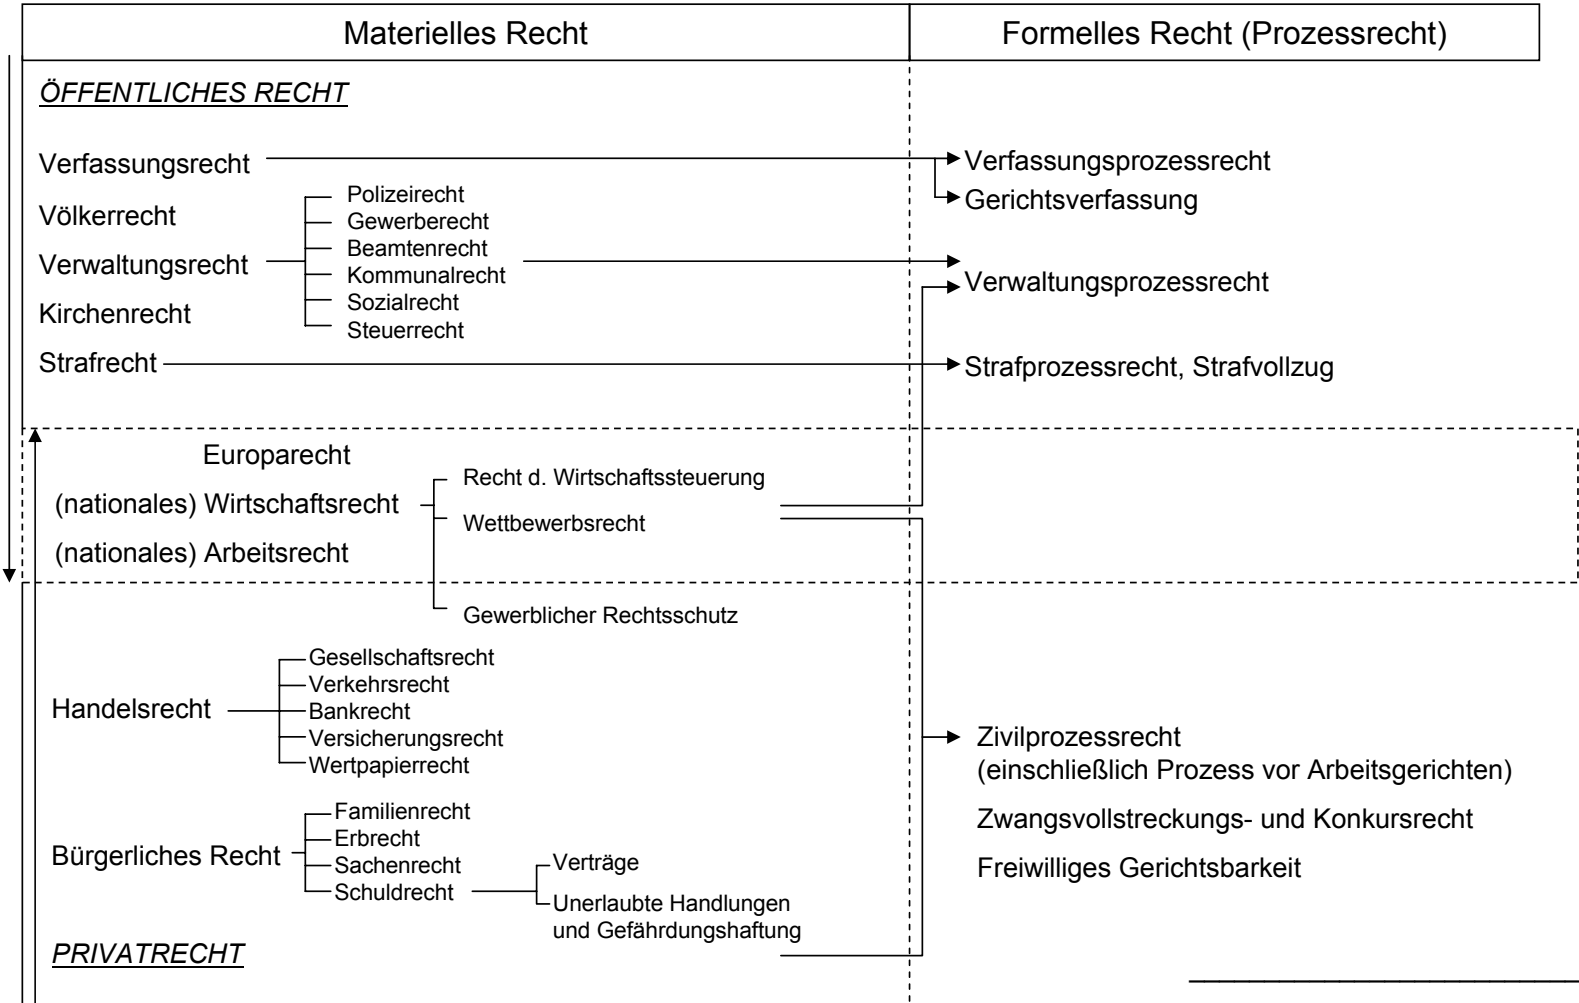 Materielles Recht
Formelles Recht (Prozessrecht)
ÖFFENTLICHES RECHT
Verfassungsrecht
Verfassungsprozessrecht
Gerichtsverfassung
Völkerrecht
Verwaltungsrecht
Polizeirecht
Gewerberecht
Beamtenrecht
Kommunalrecht
Sozialrecht
Steuerrecht
Verwaltungsprozessrecht
Kirchenrecht
Strafrecht
Strafprozessrecht, Strafvollzug
Europarecht
(nationales) Wirtschaftsrecht
(nationales) Arbeitsrecht
Recht d. Wirtschaftssteuerung
Wettbewerbsrecht
Gewerblicher Rechtsschutz
Handelsrecht
Gesellschaftsrecht
Verkehrsrecht
Bankrecht
Versicherungsrecht
Wertpapierrecht
Bürgerliches Recht
Familienrecht
Erbrecht
Sachenrecht
Schuldrecht
Verträge
Unerlaubte Handlungen
und Gefährdungshaftung
PRIVATRECHT
Zivilprozessrecht
(einschließlich Prozess vor Arbeitsgerichten)
Zwangsvollstreckungs- und Konkursrecht
Freiwilliges Gerichtsbarkeit